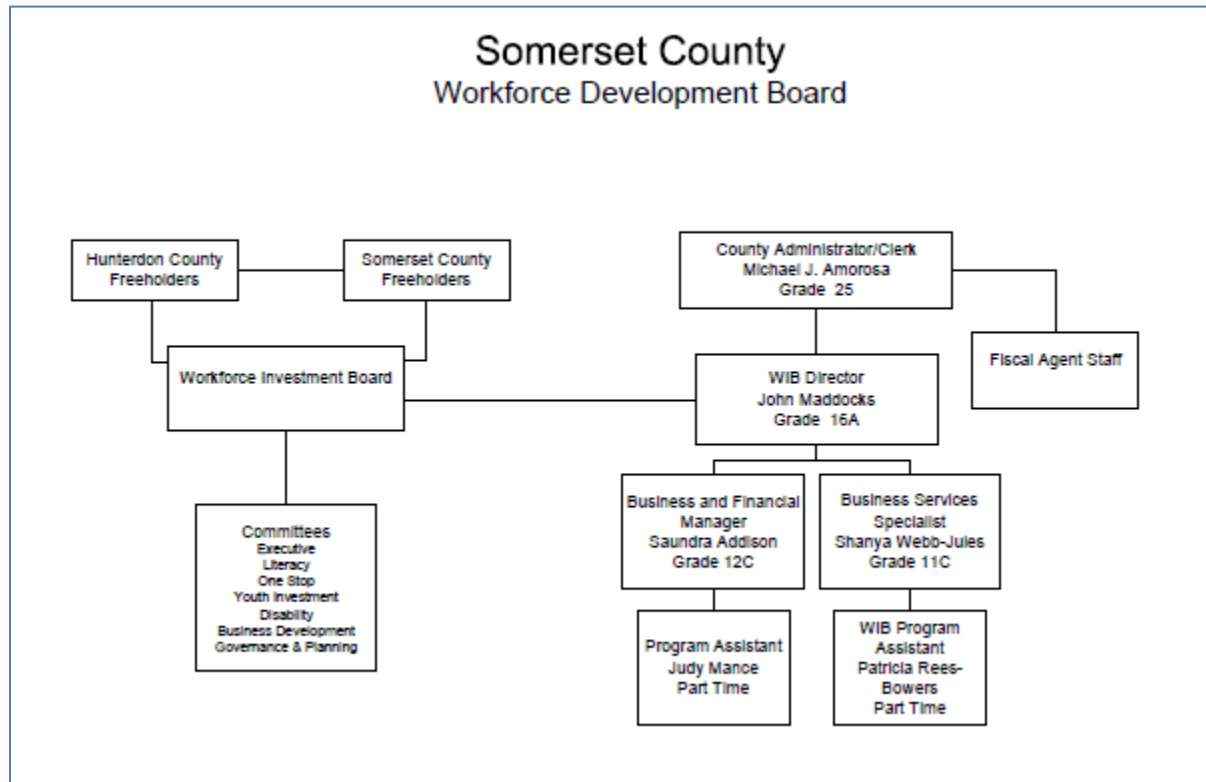 Somerset County
Workforce Development Board
Hunterdon County
Freeholders
Somerset County
Freeholders
County Administrator/Clerk
Michael J. Amorosa
Grade 25
Fiscal Agent Staff
Workforce Investment Board
WIB Director
John Maddocks
Grade 16A
Committees
Executive
Literacy
One Stop
Youth Investment
Disability
Business Development
Governance & Planning
Business and Financial
Manager
Saundra Addison
Grade 12C
Business Services
Specialist
Shanya Webb-Jules
Grade 11C
Program Assistant
Judy Mance
Part Time
WIB Program
Assistant
Patricia Rees-
Bowers
Part Time